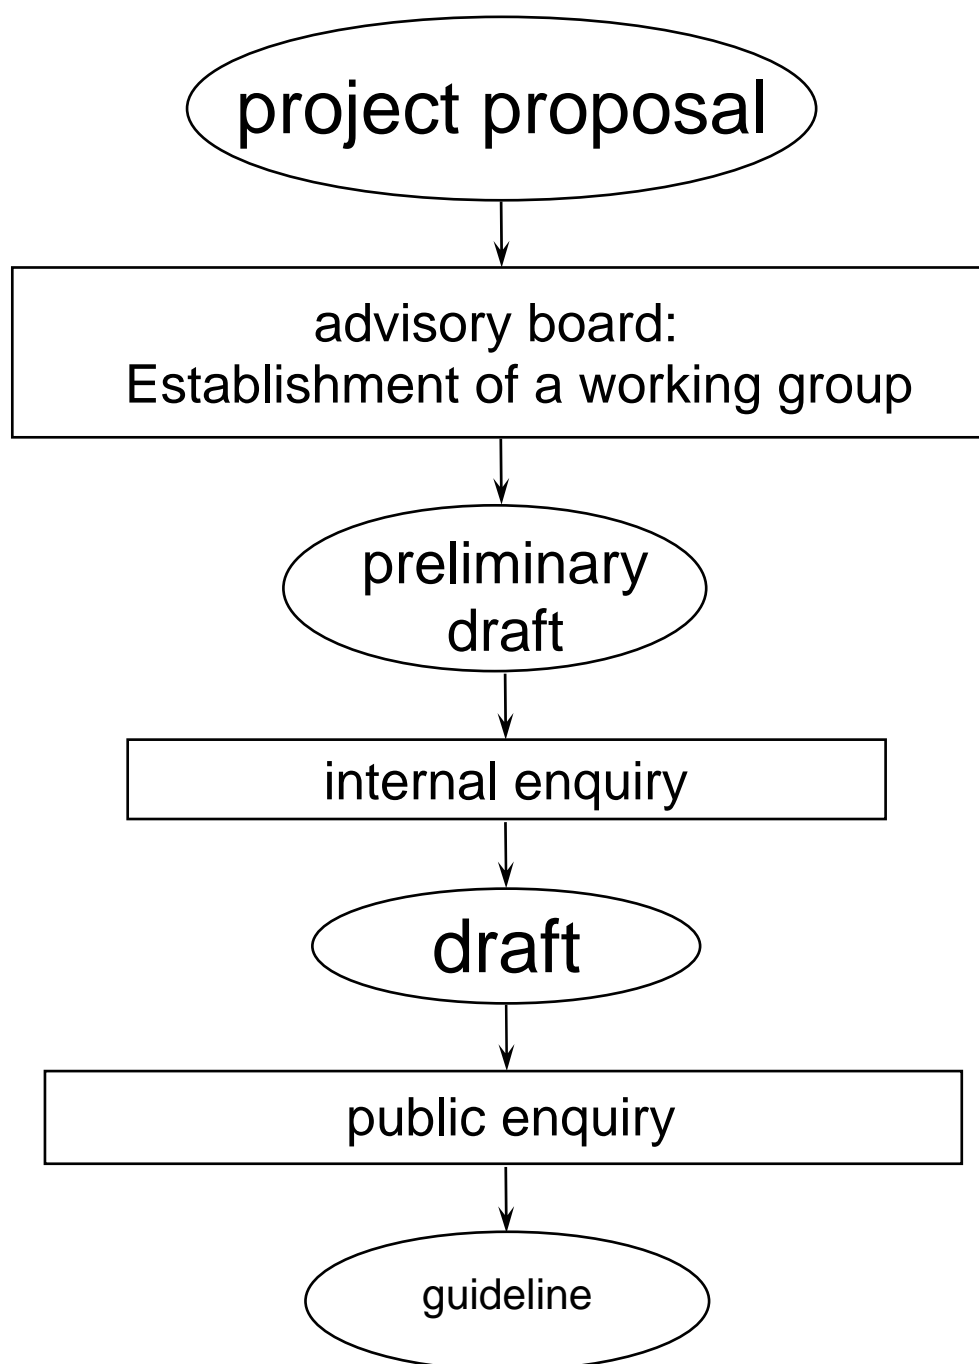 project proposal
advisory board:
Establishment of a working group
preliminary
draft
internal enquiry
draft
public enquiry
guideline